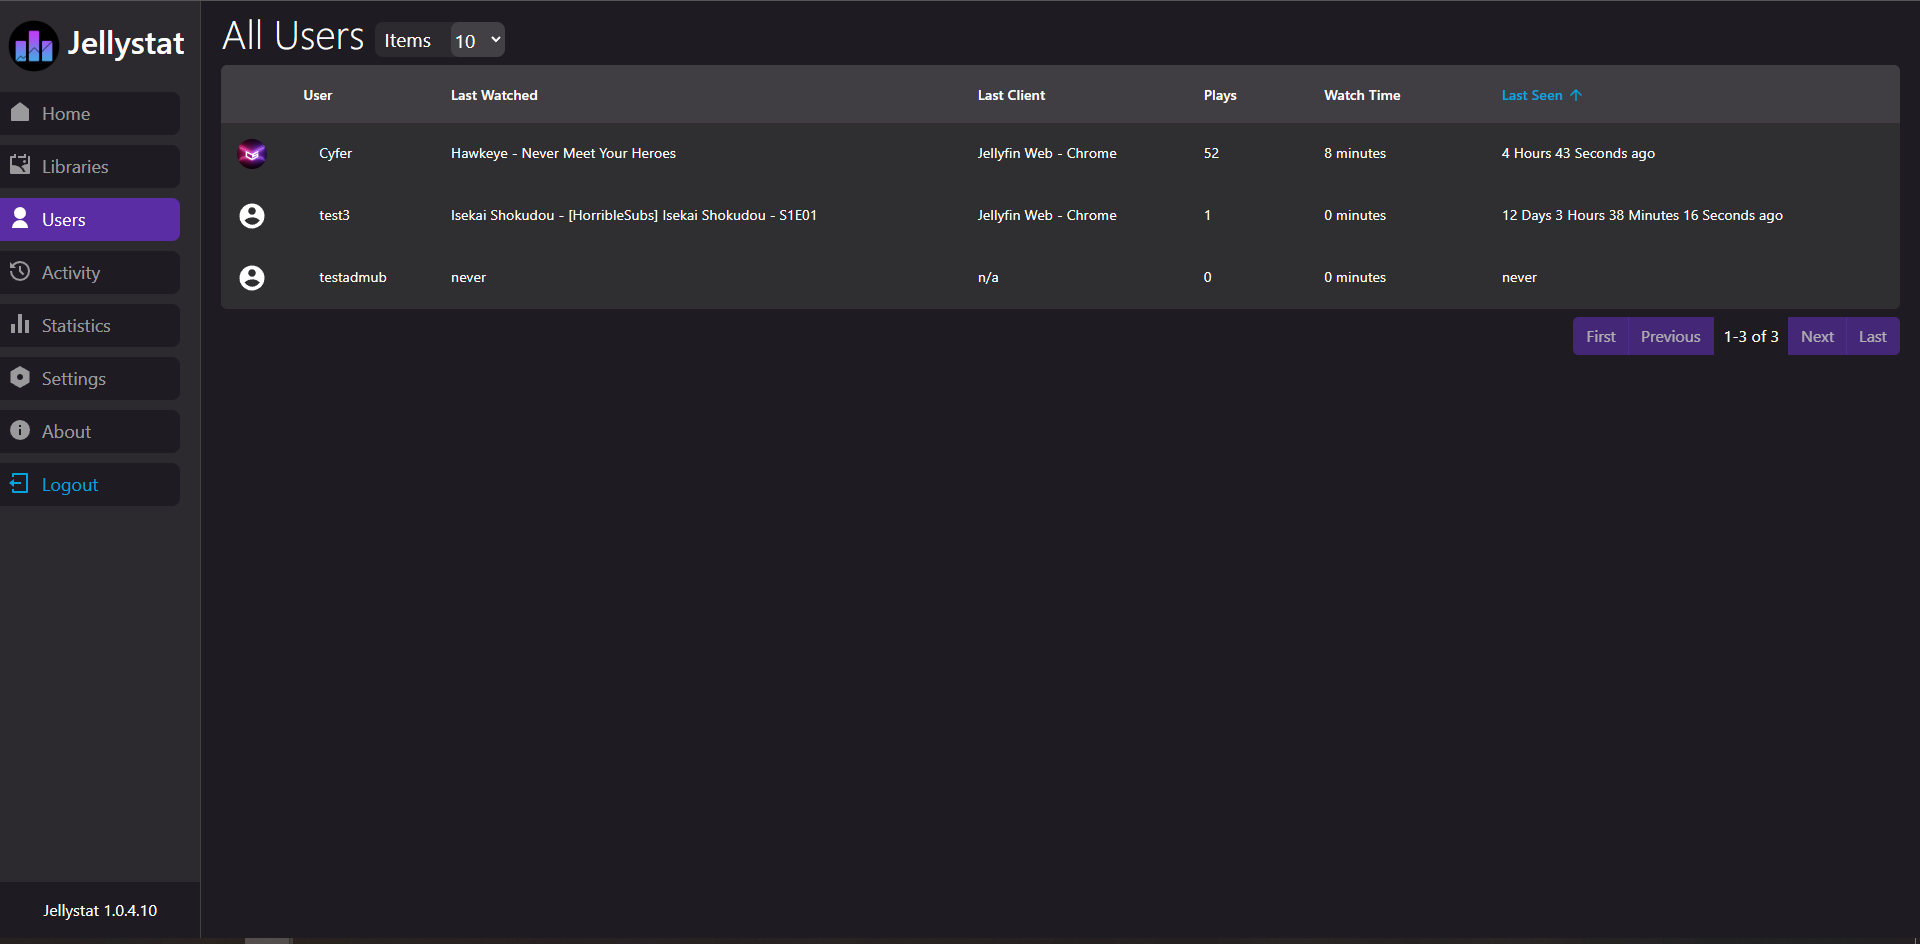 Jellystat
Home
Libraries
Users
Activity
Statistics
Settings
About
Logout
Jellystat 1.0.4.10
All Users Items 10
User Last Watched Last Client Plays Watch Time Last Seen
Cyfer Hawkeye - Never Meet Your Heroes Jellyfin Web - Chrome 52 8 minutes 4 Hours 43 Seconds ago
test3 Isekai Shokudou - [HorribleSubs] Isekai Shokudou - S1E01 Jellyfin Web - Chrome 1 0 minutes 12 Days 3 Hours 38 Minutes 16 Seconds ago
testadmub never n/a 0 0 minutes never
First Previous 1-3 of 3 Next Last